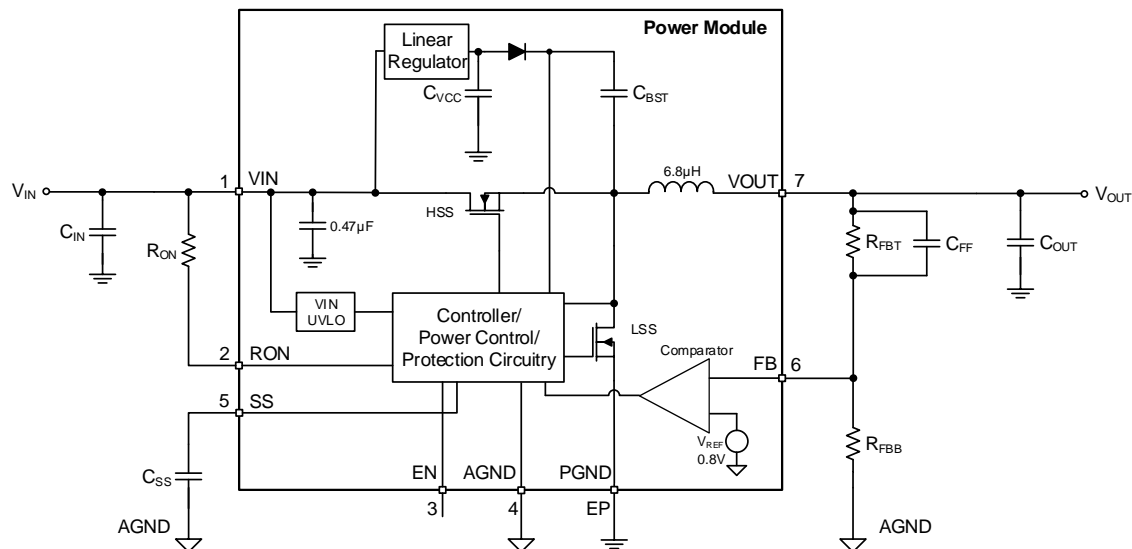 Power Module
Linear
Regulator
CVCC
CBST
VIN
1
VIN
6.8µH
VOUT
7
VOUT
HSS
CIN
RON
0.47µF
RFBT
CFF
COUT
VIN
UVLO
Controller/
Power Control/
Protection Circuitry
LSS
Comparator
2
RON
FB
6
5
SS
VREF
0.8V
RFBB
CSS
EN
AGND
PGND
3
4
EP
AGND
AGND